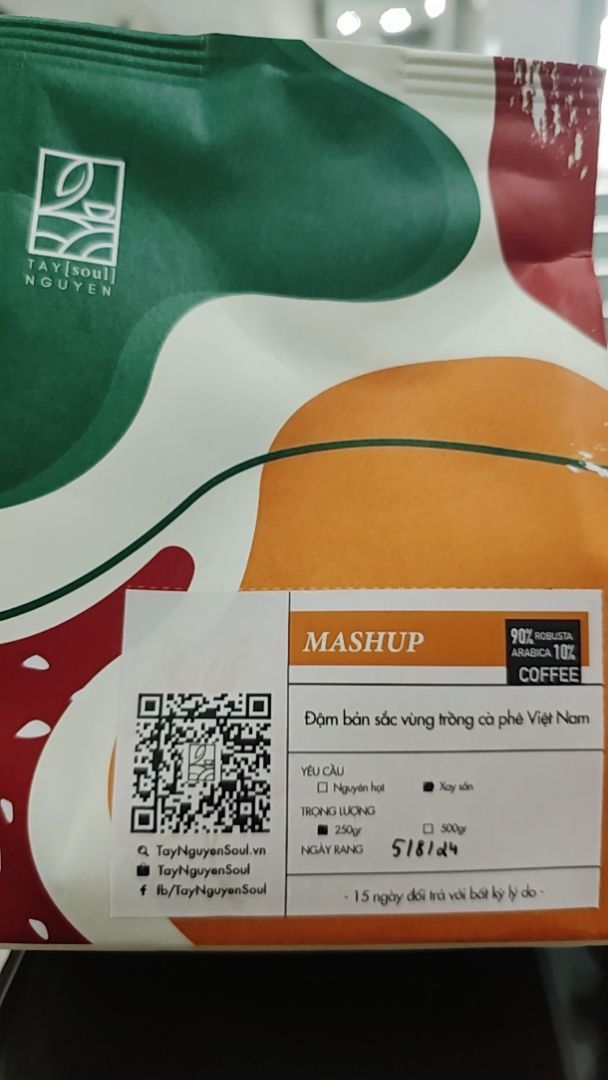 TAY[soul]
NGUYEN
MASHUP
90% ROBUSTA
ARABICA 10%
COFFEE
Đậm bản sắc vùng trồng cà phê Việt Nam
YÊU CẦU
Nguyên hạt Xay sẵn
TRỌNG LƯỢNG
250gr 500gr
NGÀY RANG 5/8/24
- 15 ngày đổi trả với bất kỳ lý do -
TayNguyenSoul.vn
TayNguyenSoul
fb/TayNguyenSoul